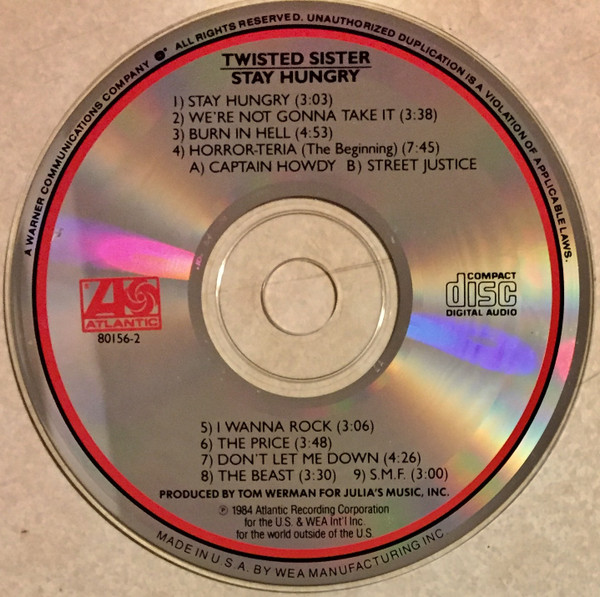 A WARNER COMMUNICATIONS COMPANY ALL RIGHTS RESERVED. UNAUTHORIZED DUPLICATION IS A VIOLATION OF APPLICABLE LAWS.
TWISTED SISTER
STAY HUNGRY
1) STAY HUNGRY (3:03)
2) WE'RE NOT GONNA TAKE IT (3:38)
3) BURN IN HELL (4:53)
4) HORROR-TERIA (The Beginning) (7:45)
A) CAPTAIN HOWDY B) STREET JUSTICE
ATLANTIC
80156-2
COMPACT
disc
DIGITAL AUDIO
5) I WANNA ROCK (3:06)
6) THE PRICE (3:48)
7) DON'T LET ME DOWN (4:26)
8) THE BEAST (3:30) 9) S.M.F. (3:00)
PRODUCED BY TOM WERMAN FOR JULIA'S MUSIC, INC.
℗ 1984 Atlantic Recording Corporation
for the U.S. & WEA Int'l Inc.
for the world outside of the U.S.
MADE IN U.S.A. BY WEA MANUFACTURING INC